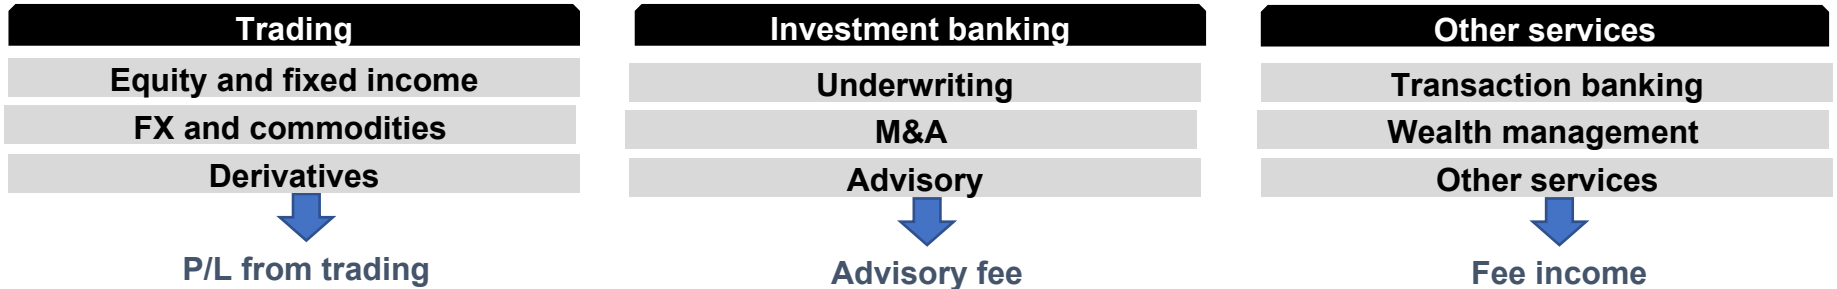 Trading
Equity and fixed income
FX and commodities
Derivatives
P/L from trading
Investment banking
Underwriting
M&A
Advisory
Advisory fee
Other services
Transaction banking
Wealth management
Other services
Fee income